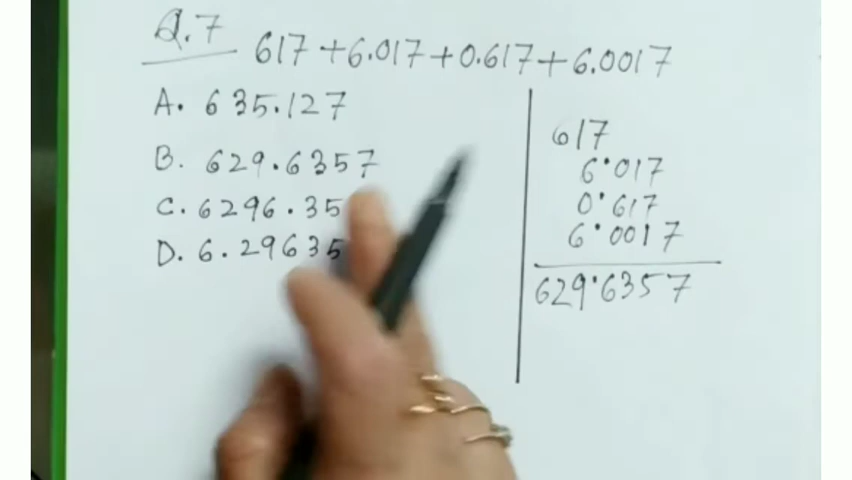 Q.7
617 + 6.017 + 0.617 + 6.0017
A. 635.127
B. 629.6357
C. 6296.35
D. 6.29635
617
6.017
0.617
6.0017
629.6357